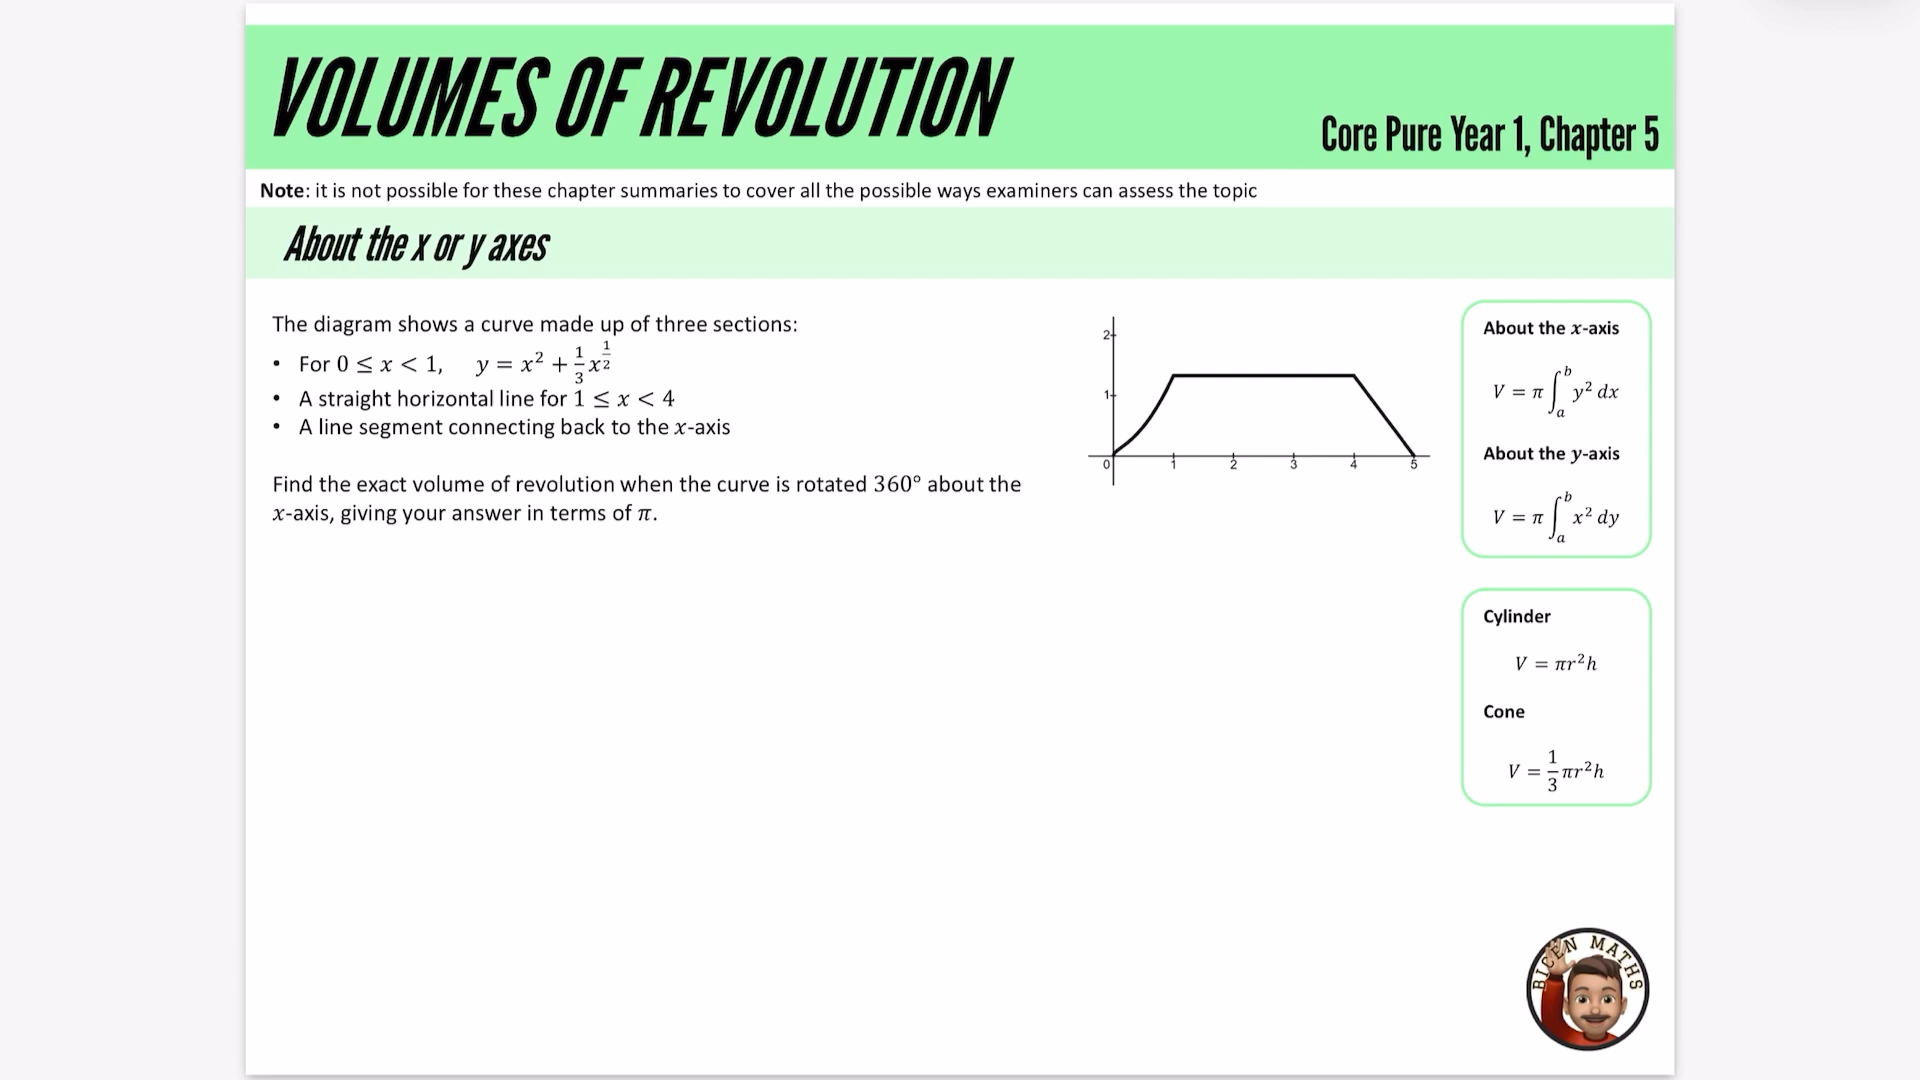 VOLUMES OF REVOLUTION
Core Pure Year 1, Chapter 5
Note: it is not possible for these chapter summaries to cover all the possible ways examiners can assess the topic
About the x or y axes
The diagram shows a curve made up of three sections:
• For 0 ≤ x < 1, y = x² + 1/3 x^(1/2)
• A straight horizontal line for 1 ≤ x < 4
• A line segment connecting back to the x-axis
Find the exact volume of revolution when the curve is rotated 360° about the
x-axis, giving your answer in terms of π.
2
1
0 1 2 3 4 5
About the x-axis
V = π ∫_a^b y² dx
About the y-axis
V = π ∫_a^b x² dy
Cylinder
V = πr²h
Cone
V = 1/3 πr²h
BICEN MATHS